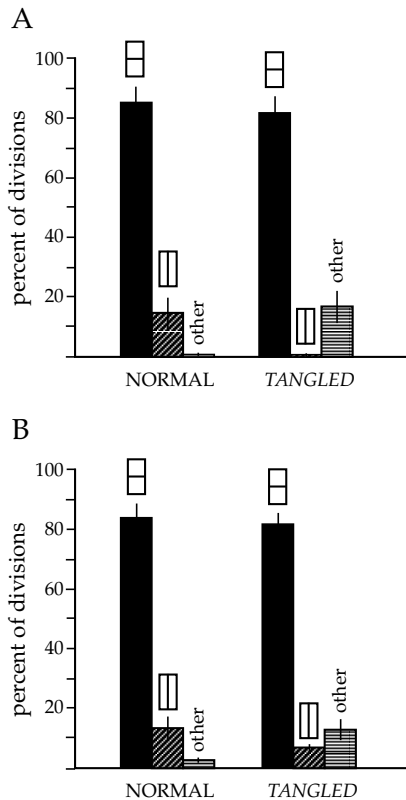 A
percent of divisions
100
80
60
40
20
other
other
NORMAL
TANGLED
B
percent of divisions
100
80
60
40
20
other
other
NORMAL
TANGLED